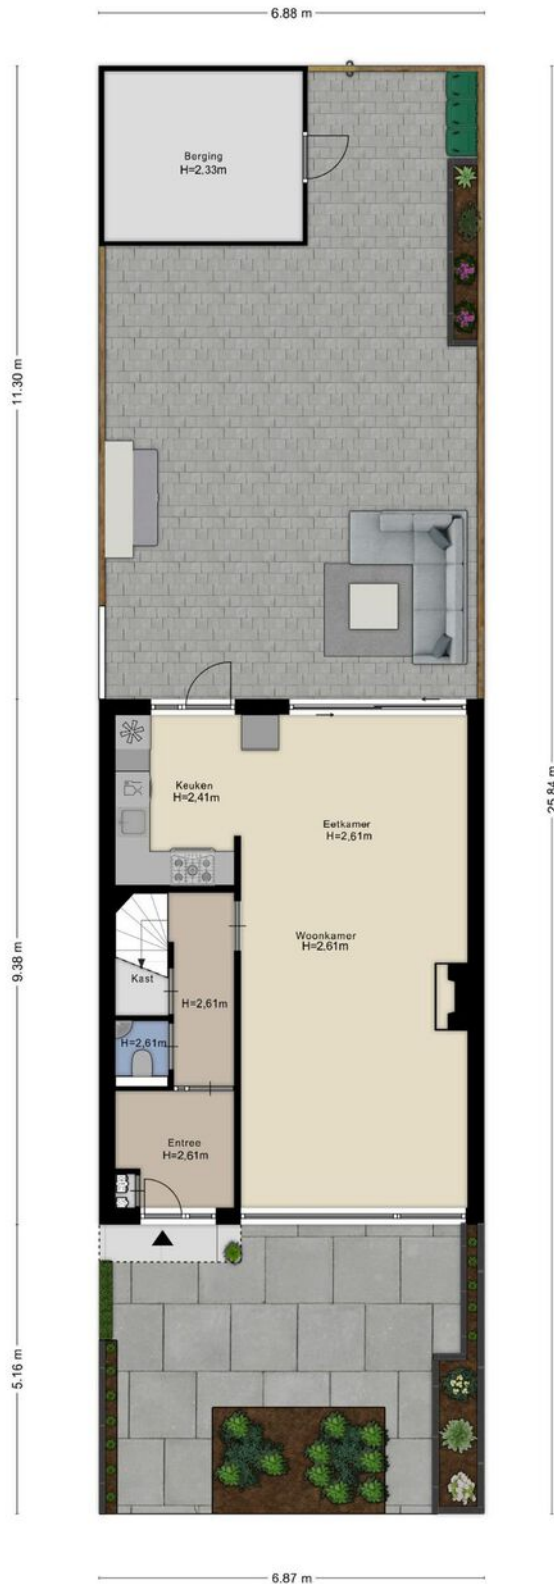 6.88 m
Berging
H=2,33m
11.30 m
Keuken
H=2,41m
Eetkamer
H=2,61m
25.84 m
Woonkamer
H=2.61m
9.38 m
Kast
H=2,61m
H=2,61m
Entree
H=2,61m
5.16 m
6.87 m